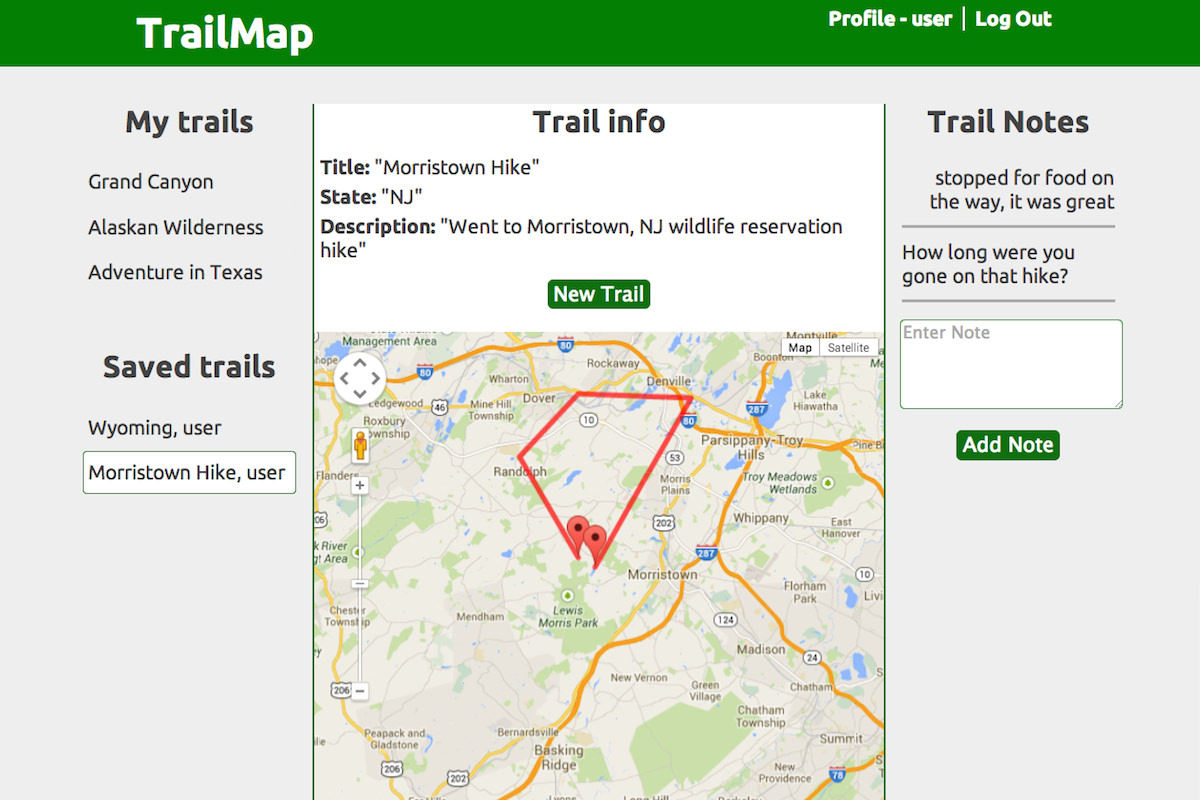 TrailMap
Profile - user | Log Out
My trails
Grand Canyon
Alaskan Wilderness
Adventure in Texas
Saved trails
Wyoming, user
Morristown Hike, user
Trail info
Title: "Morristown Hike"
State: "NJ"
Description: "Went to Morristown, NJ wildlife reservation
hike"
New Trail
Management Area
Montville
Map
Satellite
80
Rockaway
Boonton
80
Wharton
Denville
Dover
Ledgewood
46
Mine Hill
Township
10
80
287
Lake
Hiawatha
Roxbury
Township
Parsippany-Troy
Hills
53
Randolph
Flanders
Morris
Plains
Troy Meadows
Wetlands
202
Whippany
East
Hanover
287
Morristown
10
Florham
Park
Lewis
Morris Park
Chester
Township
Mendham
124
Madison
24
New Vernon
Green
Village
Chatham
206
Chatham
Township
Bernardsville
Peapack and
Gladstone
Basking
Ridge
Summit
206
202
New
Providence
78
Trail Notes
stopped for food on
the way, it was great
How long were you
gone on that hike?
Enter Note
Add Note